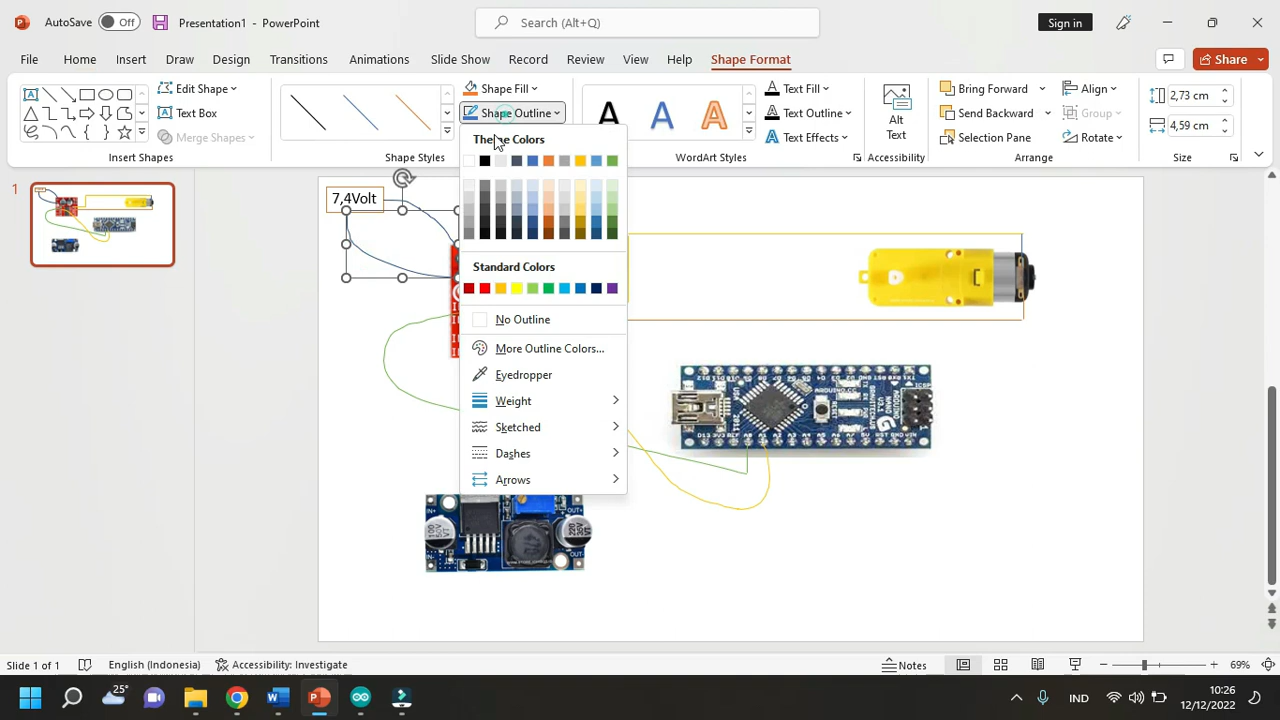 AutoSave Off Presentation1 - PowerPoint Search (Alt+Q) Sign in
File Home Insert Draw Design Transitions Animations Slide Show Record Review View Help Shape Format Share
Edit Shape
Text Box
Merge Shapes
Insert Shapes
Shape Fill
Shape Outline
Shape Styles
A A A
Text Fill
Text Outline
Text Effects
WordArt Styles
Alt
Text
Accessibility
Bring Forward
Send Backward
Selection Pane
Align
Group
Rotate
Arrange
2,73 cm
4,59 cm
Size
Theme Colors
Standard Colors
No Outline
More Outline Colors...
Eyedropper
Weight
Sketched
Dashes
Arrows
1
7,4Volt
IN+
IN-
OUT+
OUT-
Slide 1 of 1 English (Indonesia) Accessibility: Investigate Notes 69%
25° IND 10:26
12/12/2022